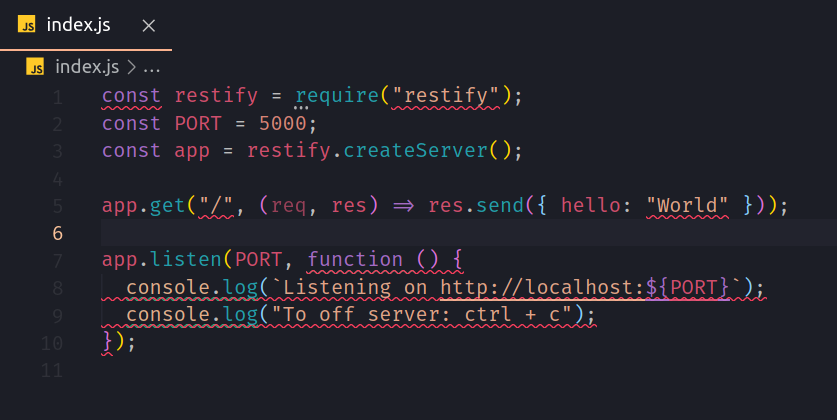 JS index.js ×
JS index.js > ...
1 const restify = require("restify");
2 const PORT = 5000;
3 const app = restify.createServer();
4
5 app.get("/", (req, res) => res.send({ hello: "World" }));
6
7 app.listen(PORT, function () {
8 console.log(`Listening on http://localhost:${PORT}`);
9 console.log("To off server: ctrl + c");
10 });
11